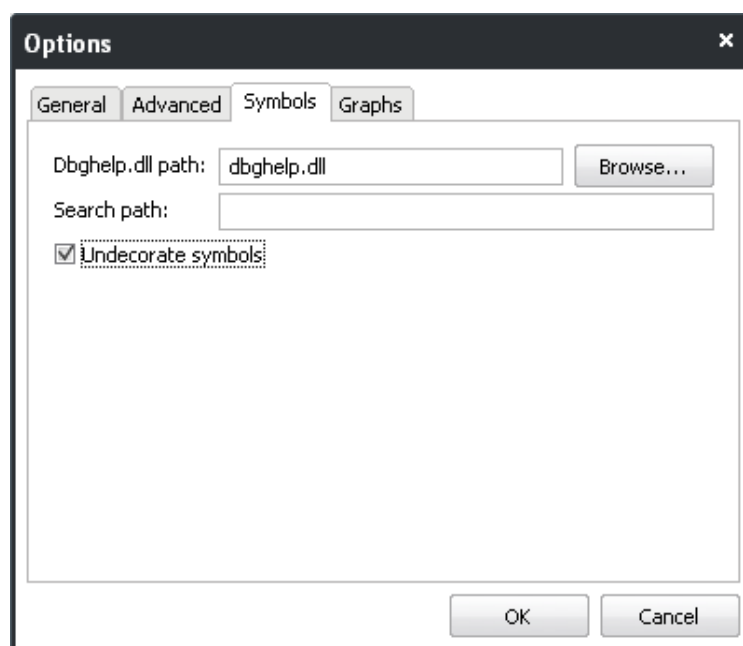 Options
General Advanced Symbols Graphs
Dbghelp.dll path: dbghelp.dll Browse...
Search path:
Undecorate symbols
OK Cancel